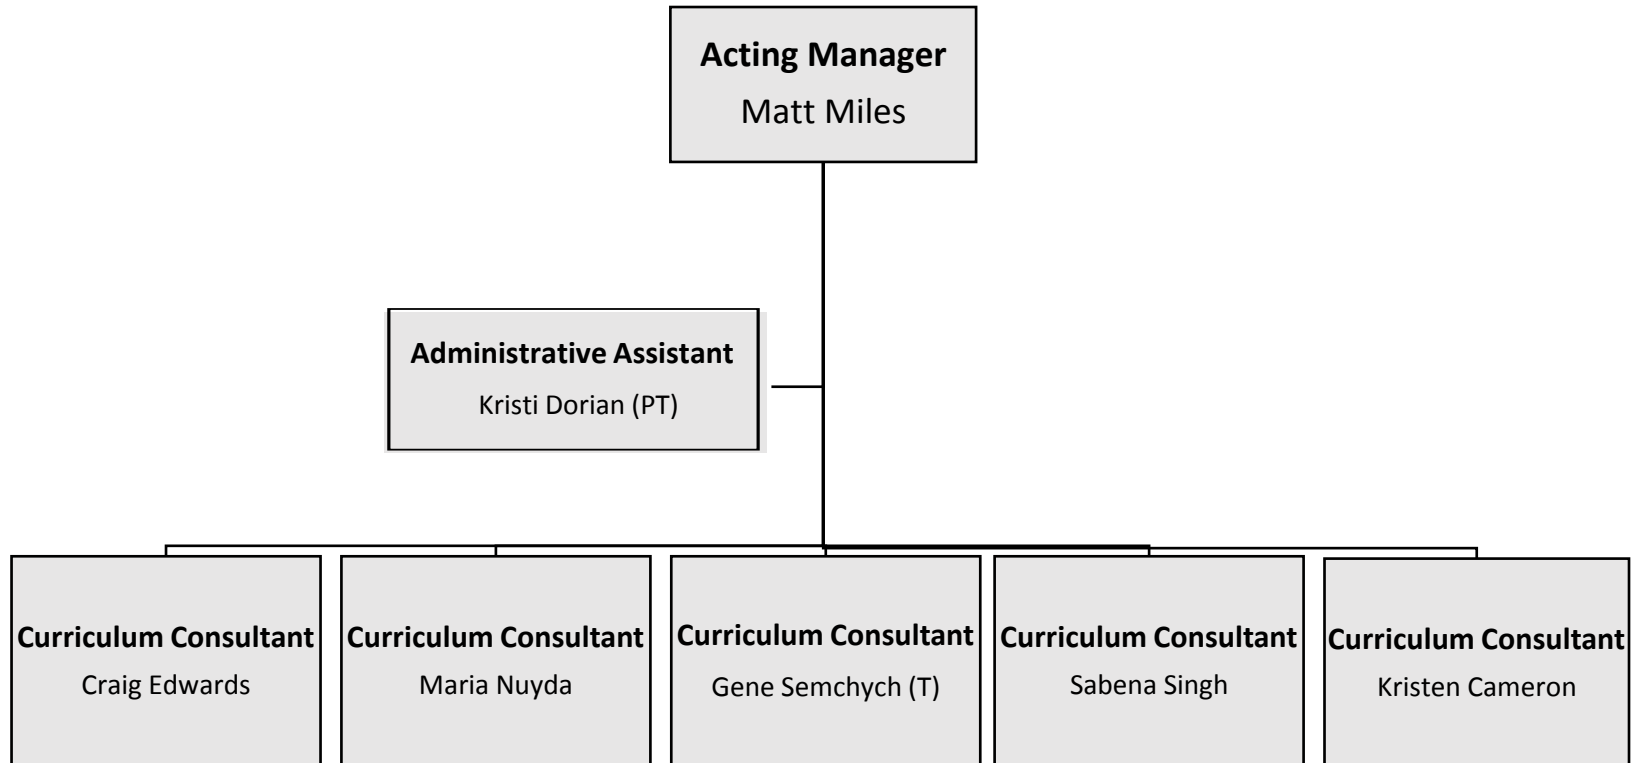 Acting Manager
Matt Miles
Administrative Assistant
Kristi Dorian (PT)
Curriculum Consultant
Craig Edwards
Curriculum Consultant
Maria Nuyda
Curriculum Consultant
Gene Semchych (T)
Curriculum Consultant
Sabena Singh
Curriculum Consultant
Kristen Cameron